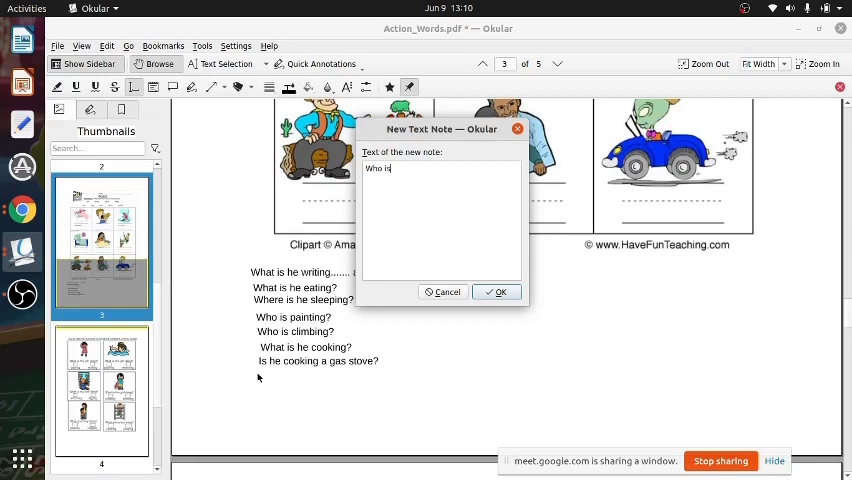 Activities
Okular
Jun 9 13:10
Action_Words.pdf * — Okular
File View Edit Go Bookmarks Tools Settings Help
Show Sidebar Browse Text Selection Quick Annotations 3 of 5 Zoom Out Fit Width Zoom In
Thumbnails
Search...
2
3
4
New Text Note — Okular
Text of the new note:
Who is
Cancel OK
Clipart © Ama
© www.HaveFunTeaching.com
What is he writing....... a
What is he eating?
Where is he sleeping?
Who is painting?
Who is climbing?
What is he cooking?
Is he cooking a gas stove?
meet.google.com is sharing a window. Stop sharing Hide